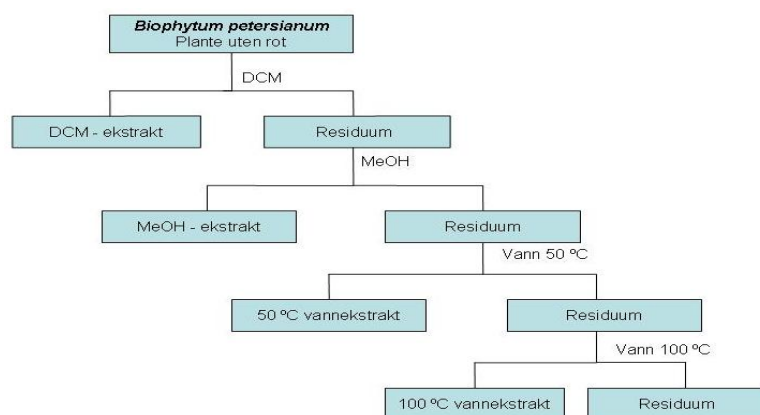 Biophytum petersianum
Plante uten rot
DCM
DCM - ekstrakt
Residuum
MeOH
MeOH - ekstrakt
Residuum
Vann 50 ºC
50 ºC vannekstrakt
Residuum
Vann 100 ºC
100 ºC vannekstrakt
Residuum